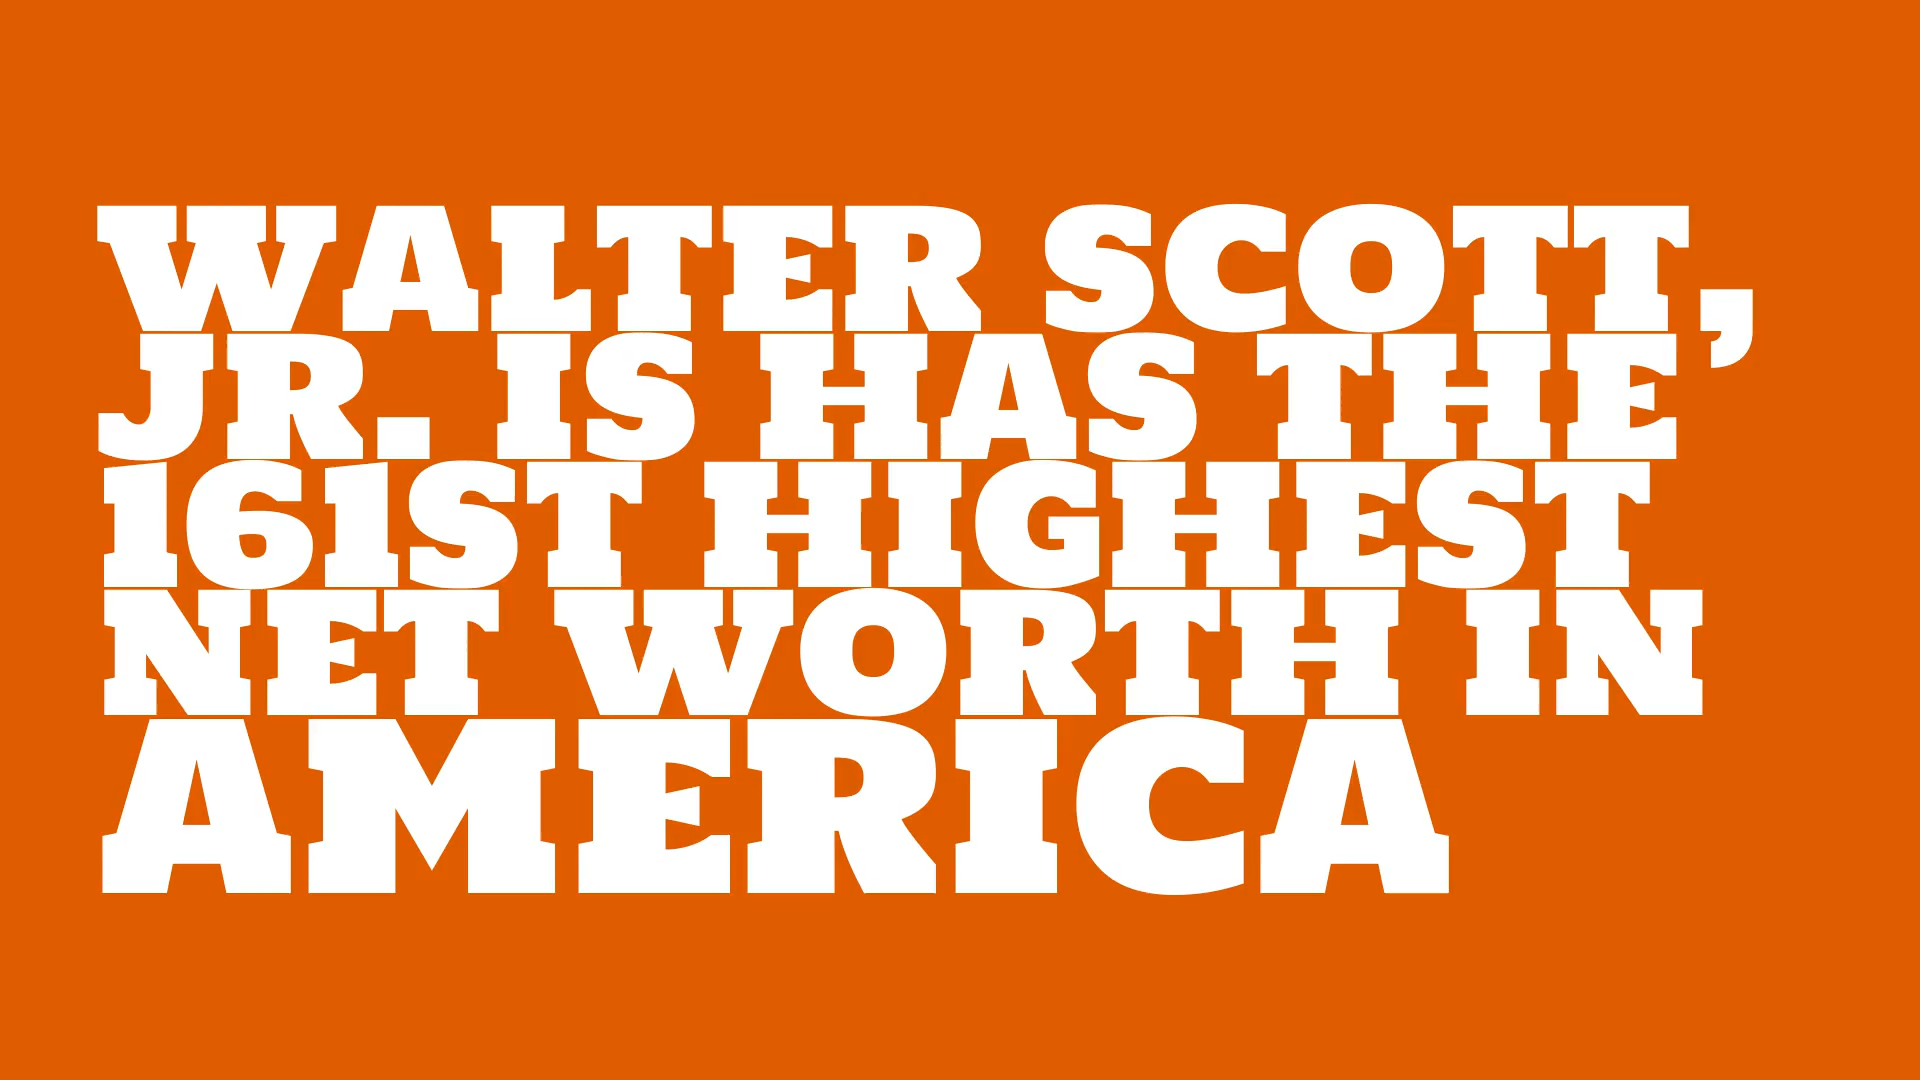 WALTER SCOTT,
JR. IS HAS THE
161ST HIGHEST
NET WORTH IN
AMERICA